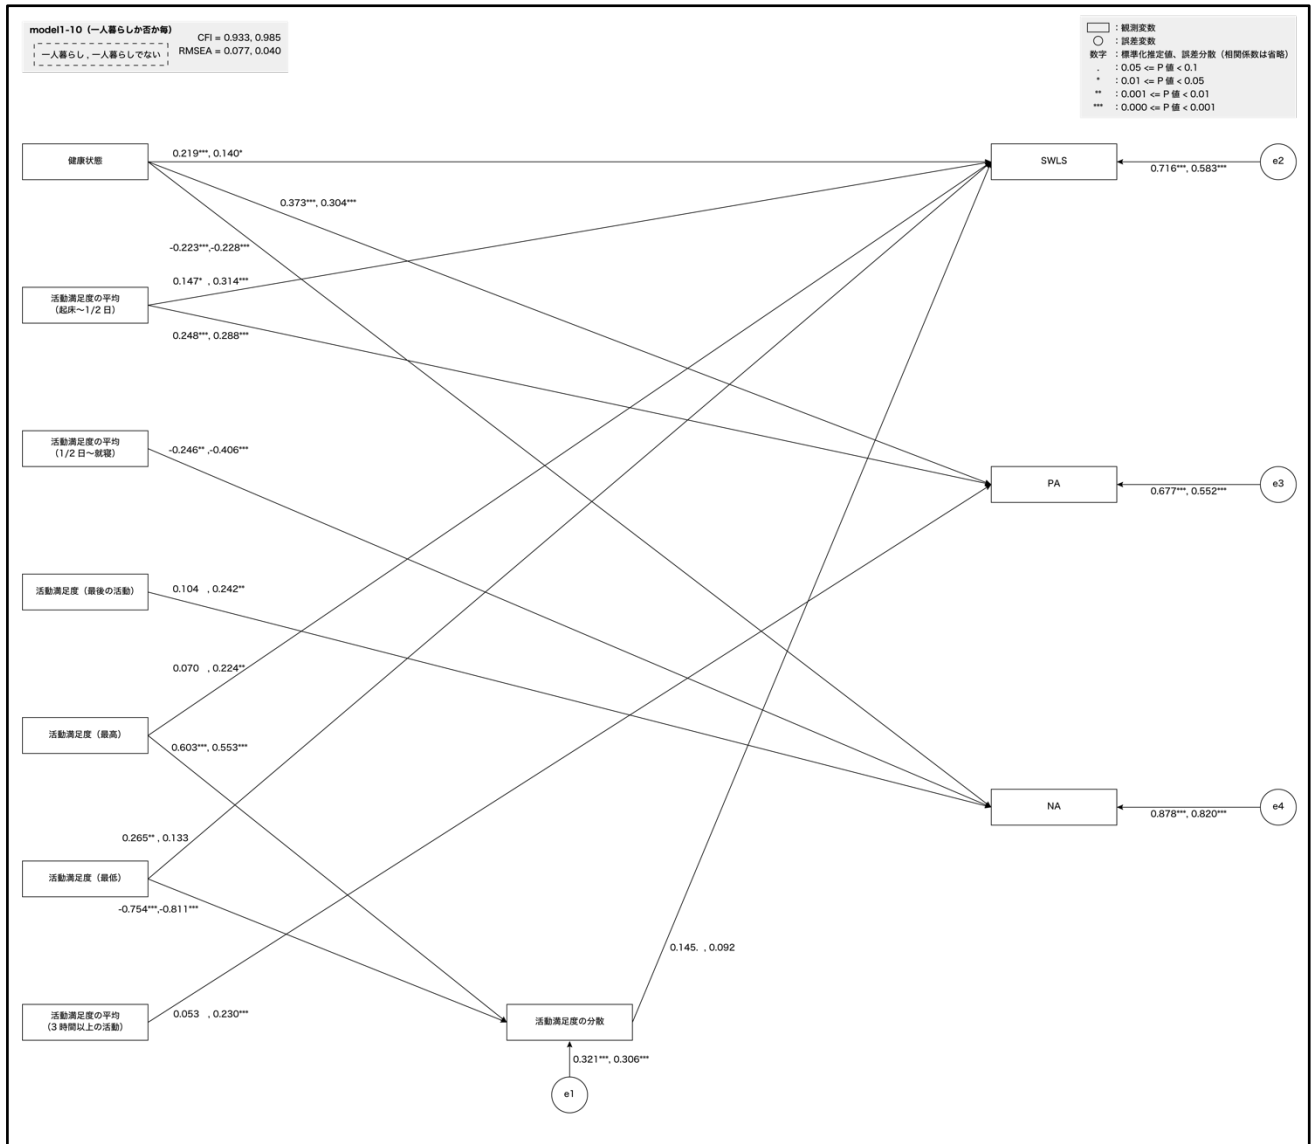 model1-10（一人暮らしか否か毎）
一人暮らし , 一人暮らしでない
CFI = 0.933, 0.985
RMSEA = 0.077, 0.040
：観測変数
：誤差変数
数字 ：標準化推定値、誤差分散（相関係数は省略）
. ：0.05 <= P 値 < 0.1
* ：0.01 <= P 値 < 0.05
** ：0.001 <= P 値 < 0.01
*** ：0.000 <= P 値 < 0.001
健康状態
0.219***, 0.140*
SWLS
0.716***, 0.583***
e2
0.373***, 0.304***
-0.223***,-0.228***
活動満足度の平均
（起床〜1/2 日）
0.147* , 0.314***
0.248***, 0.288***
活動満足度の平均
（1/2 日〜就寝）
-0.246** ,-0.406***
PA
0.677***, 0.552***
e3
活動満足度（最後の活動）
0.104 , 0.242**
0.070 , 0.224**
活動満足度（最高）
0.603***, 0.553***
NA
0.878***, 0.820***
e4
0.265** , 0.133
活動満足度（最低）
-0.754***,-0.811***
0.145. , 0.092
活動満足度の平均
（3 時間以上の活動）
0.053 , 0.230***
活動満足度の分散
0.321***, 0.306***
e1